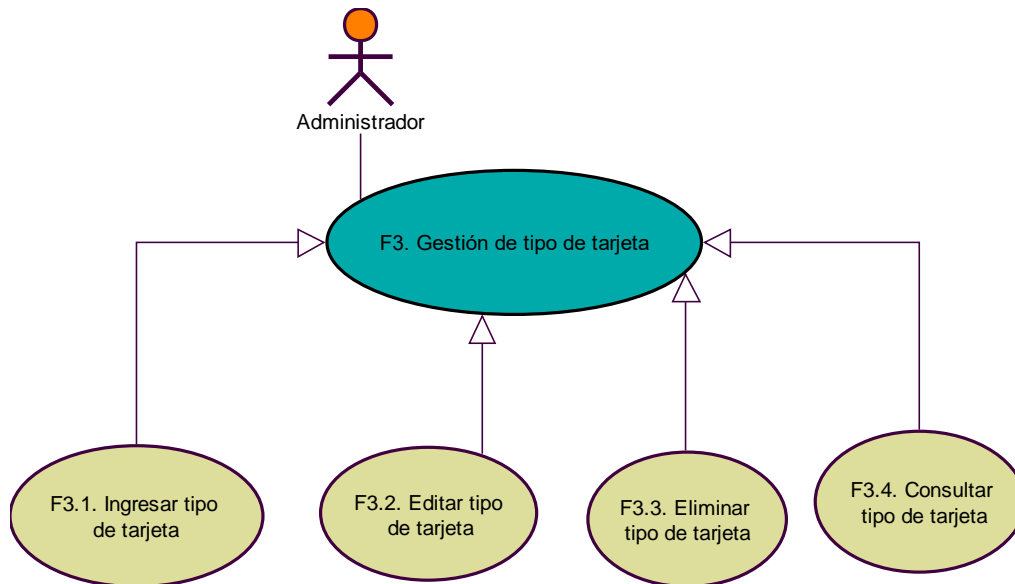 Administrador
F3. Gestión de tipo de tarjeta
F3.1. Ingresar tipo
de tarjeta
F3.2. Editar tipo
de tarjeta
F3.3. Eliminar
tipo de tarjeta
F3.4. Consultar
tipo de tarjeta